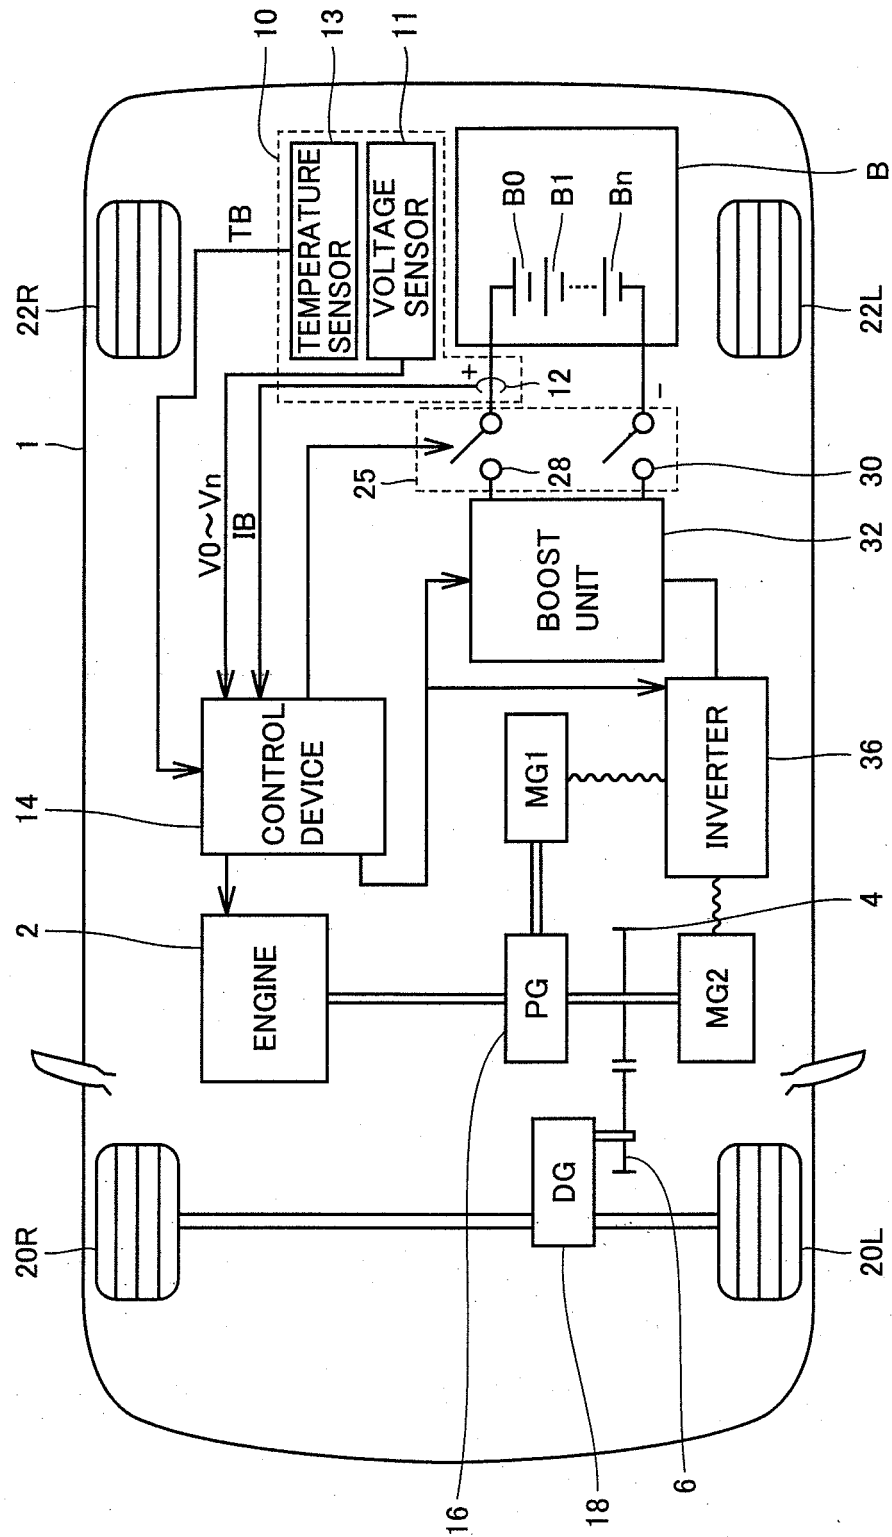 20R
2
14
1
22R
10
13
11
TB
V0~Vn
IB
TEMPERATURE
SENSOR
VOLTAGE
SENSOR
ENGINE
CONTROL
DEVICE
25
+
12
B0
B1
Bn
28
−
BOOST
UNIT
PG
MG1
DG
MG2
INVERTER
16
18
6
20L
4
36
32
30
22L
B